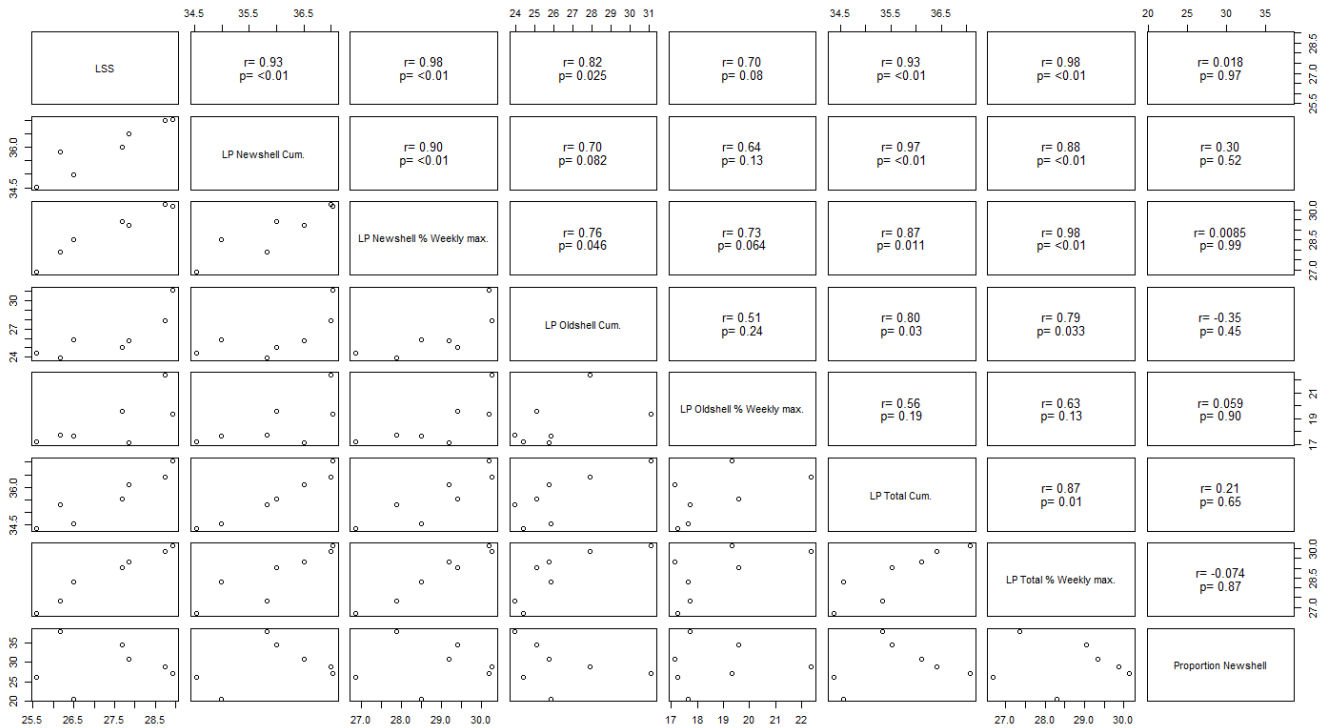 34.5 35.5 36.5 24 25 26 27 28 29 30 31 34.5 35.5 36.5 20 25 30 35
LSS r= 0.93 r= 0.98 r= 0.82 r= 0.70 r= 0.93 r= 0.98 r= 0.018
p= <0.01 p= <0.01 p= 0.025 p= 0.08 p= <0.01 p= <0.01 p= 0.97
25.5 27.0 28.5
34.5 36.0
LP Newshell Cum. r= 0.90 r= 0.70 r= 0.64 r= 0.97 r= 0.88 r= 0.30
p= <0.01 p= 0.082 p= 0.13 p= <0.01 p= <0.01 p= 0.52
LP Newshell % Weekly max. r= 0.76 r= 0.73 r= 0.87 r= 0.98 r= 0.0085
p= 0.046 p= 0.064 p= 0.011 p= <0.01 p= 0.99
27.0 28.5 30.0
24 27 30
LP Oldshell Cum. r= 0.51 r= 0.80 r= 0.79 r= -0.35
p= 0.24 p= 0.03 p= 0.033 p= 0.45
LP Oldshell % Weekly max. r= 0.56 r= 0.63 r= 0.059
p= 0.19 p= 0.13 p= 0.90
17 19 21
34.5 36.0
LP Total Cum. r= 0.87 r= 0.21
p= 0.01 p= 0.65
LP Total % Weekly max. r= -0.074
p= 0.87
27.0 28.5 30.0
20 25 30 35
Proportion Newshell
25.5 26.5 27.5 28.5 27.0 28.0 29.0 30.0 17 18 19 20 21 22 27.0 28.0 29.0 30.0